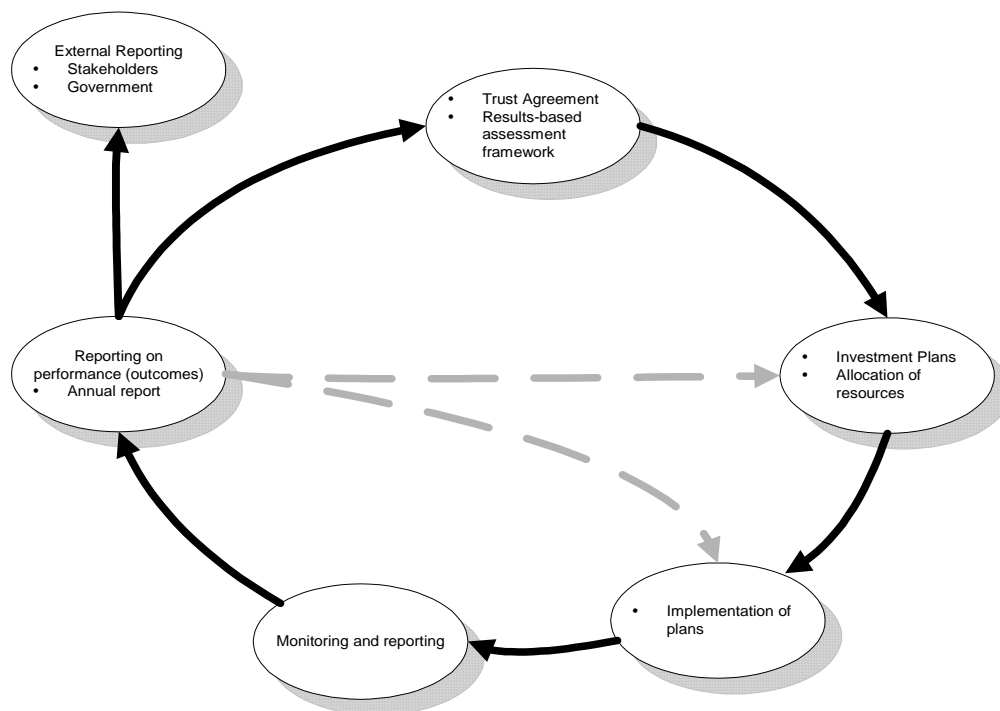 External Reporting
• Stakeholders
• Government
• Trust Agreement
• Results-based
assessment
framework
Reporting on
performance (outcomes)
• Annual report
• Investment Plans
• Allocation of
resources
Monitoring and reporting
• Implementation of
plans